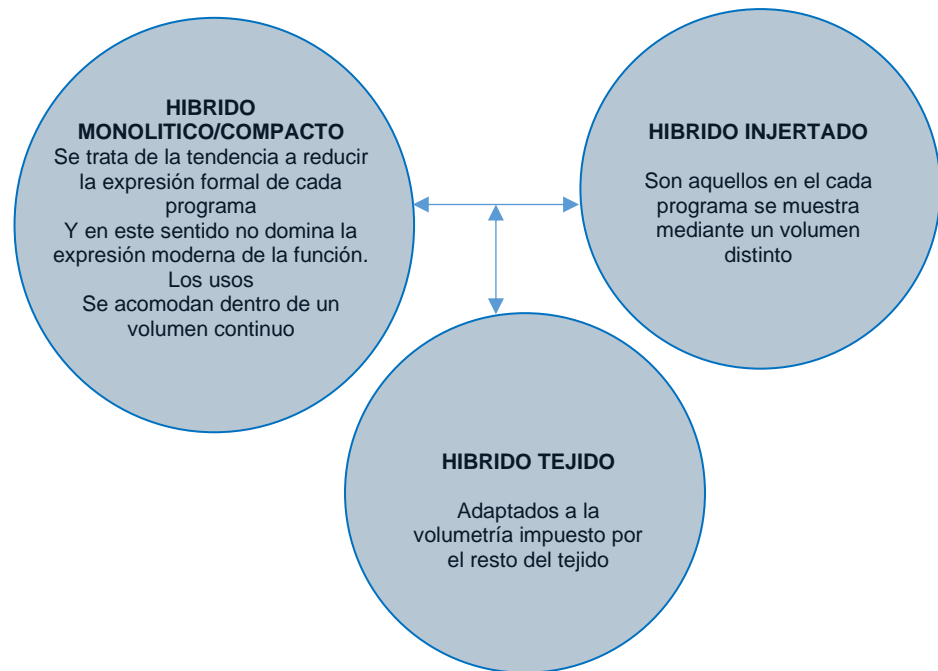 HIBRIDO
MONOLITICO/COMPACTO
Se trata de la tendencia a reducir
la expresión formal de cada
programa
Y en este sentido no domina la
expresión moderna de la función.
Los usos
Se acomodan dentro de un
volumen continuo
HIBRIDO INJERTADO
Son aquellos en el cada
programa se muestra
mediante un volumen
distinto
HIBRIDO TEJIDO
Adaptados a la
volumetría impuesto por
el resto del tejido